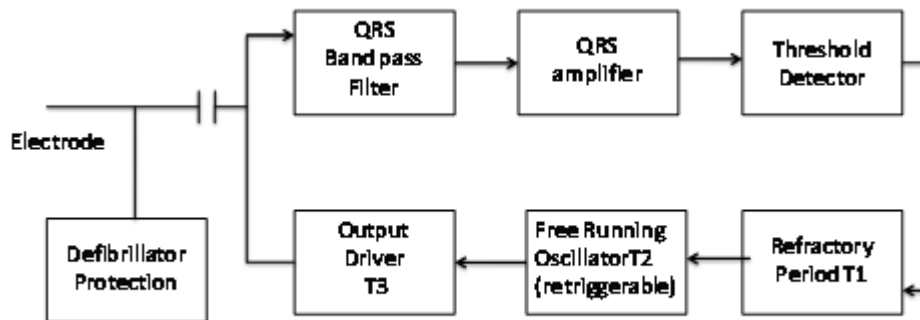 QRS
Band pass
Filter
QRS
amplifier
Threshold
Detector
Electrode
Defibrillator
Protection
Output
Driver
T3
Free Running
OscillatorT2
(retriggerable)
Refractory
Period T1